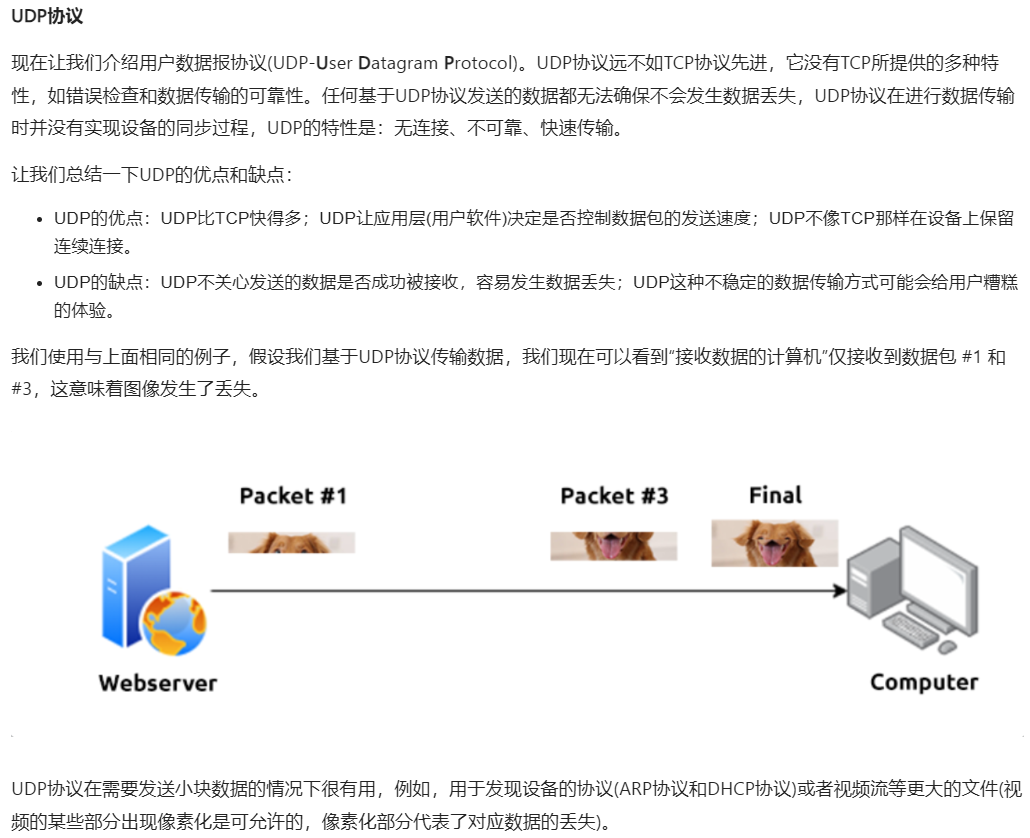 UDP协议
现在让我们介绍用户数据报协议(UDP-User Datagram Protocol)。UDP协议远不如TCP协议先进，它没有TCP所提供的多种特
性，如错误检查和数据传输的可靠性。任何基于UDP协议发送的数据都无法确保不会发生数据丢失，UDP协议在进行数据传输
时并没有实现设备的同步过程，UDP的特性是：无连接、不可靠、快速传输。
让我们总结一下UDP的优点和缺点：
• UDP的优点：UDP比TCP快得多；UDP让应用层(用户软件)决定是否控制数据包的发送速度；UDP不像TCP那样在设备上保留
连续连接。
• UDP的缺点：UDP不关心发送的数据是否成功被接收，容易发生数据丢失；UDP这种不稳定的数据传输方式可能会给用户糟糕
的体验。
我们使用与上面相同的例子，假设我们基于UDP协议传输数据，我们现在可以看到“接收数据的计算机”仅接收到数据包 #1 和
#3，这意味着图像发生了丢失。
Packet #1
Packet #3
Final
Webserver
Computer
UDP协议在需要发送小块数据的情况下很有用，例如，用于发现设备的协议(ARP协议和DHCP协议)或者视频流等更大的文件(视
频的某些部分出现像素化是可允许的，像素化部分代表了对应数据的丢失)。